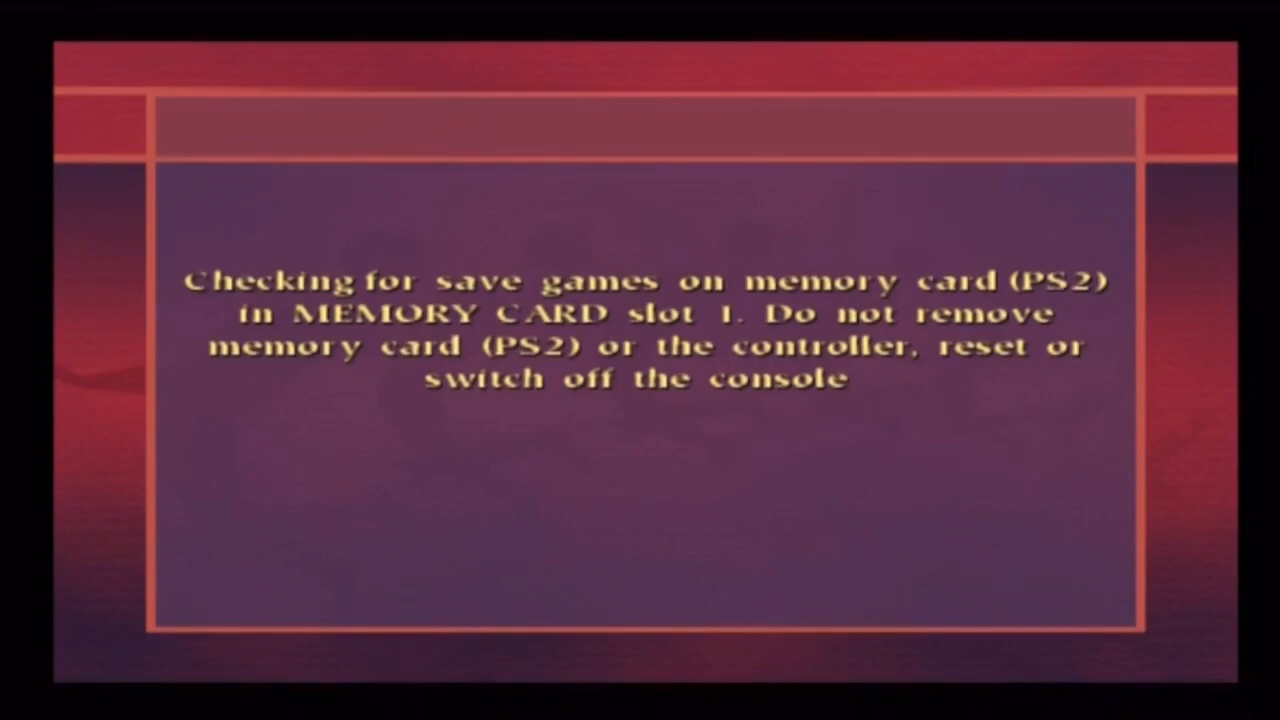 Checking for save games on memory card (PS2)
in MEMORY CARD slot 1. Do not remove
memory card (PS2) or the controller, reset or
switch off the console